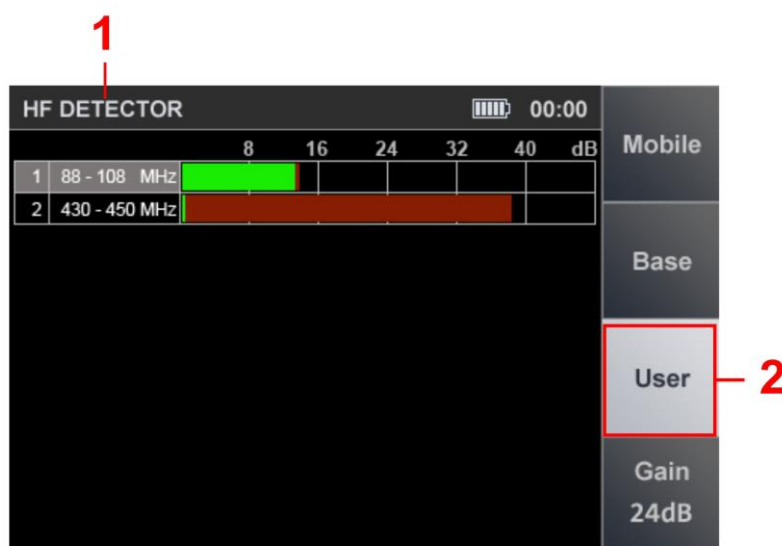 1
HF DETECTOR 00:00
8 16 24 32 40 dB
1 88 - 108 MHz
2 430 - 450 MHz
Mobile
Base
User
2
Gain
24dB